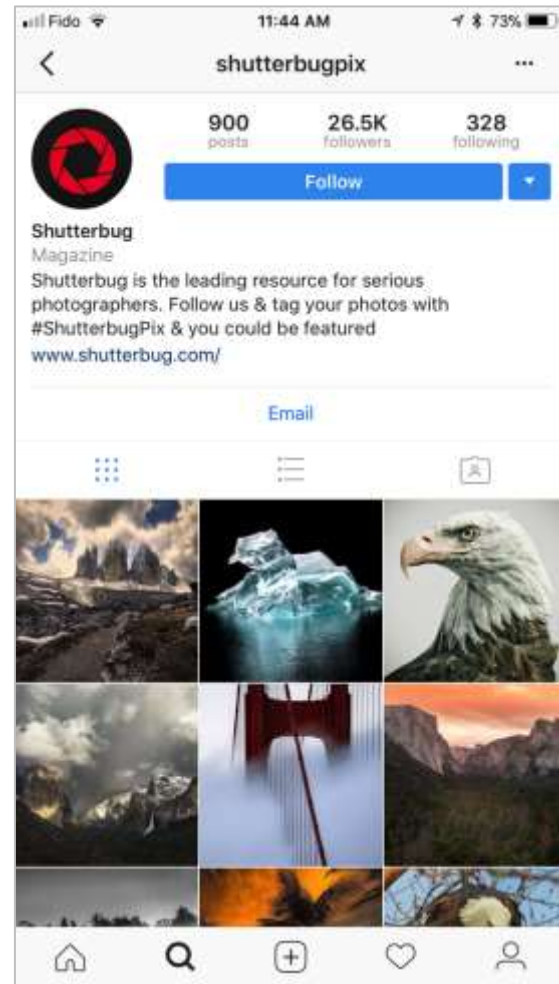 Fido 11:44 AM 73%
shutterbugpix
900 26.5K 328
posts followers following
Follow
Shutterbug
Magazine
Shutterbug is the leading resource for serious
photographers. Follow us & tag your photos with
#ShutterbugPix & you could be featured
www.shutterbug.com/
Email